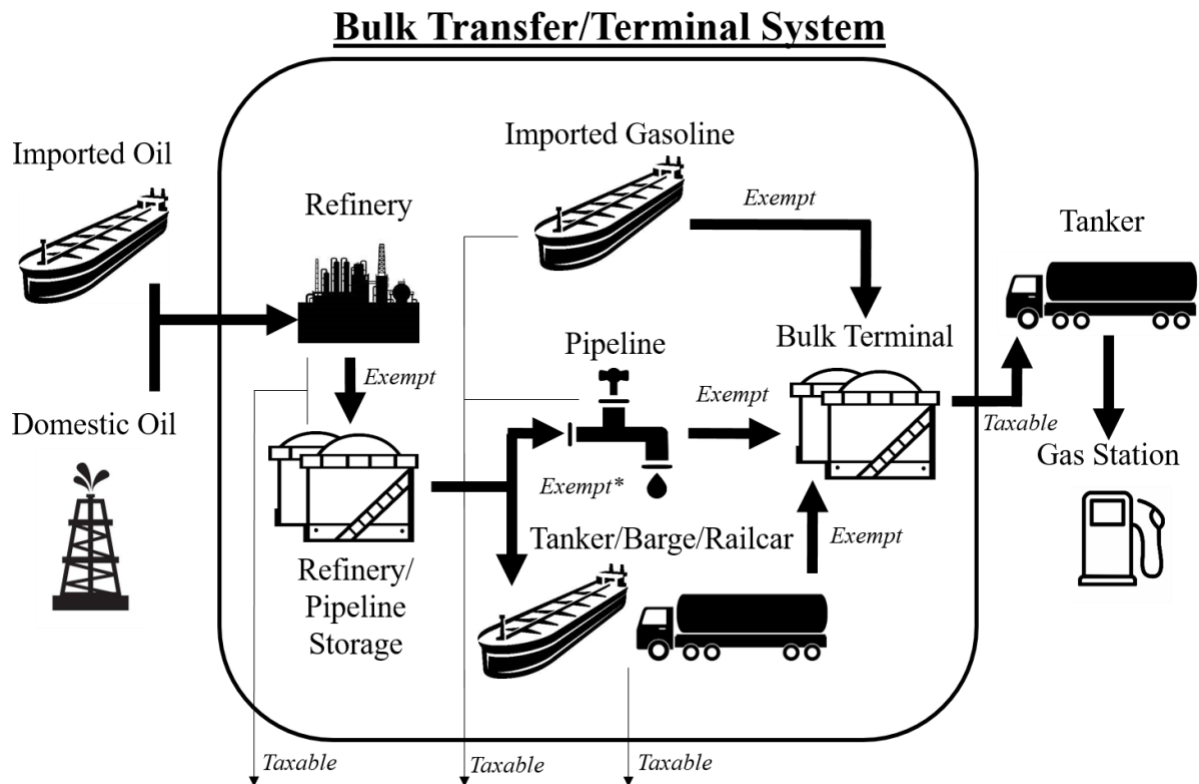 Bulk Transfer/Terminal System
Imported Oil
Imported Gasoline
Refinery
Exempt
Tanker
Pipeline
Bulk Terminal
Exempt
Exempt
Domestic Oil
Taxable
Gas Station
Exempt*
Tanker/Barge/Railcar
Exempt
Refinery/
Pipeline
Storage
Taxable
Taxable
Taxable